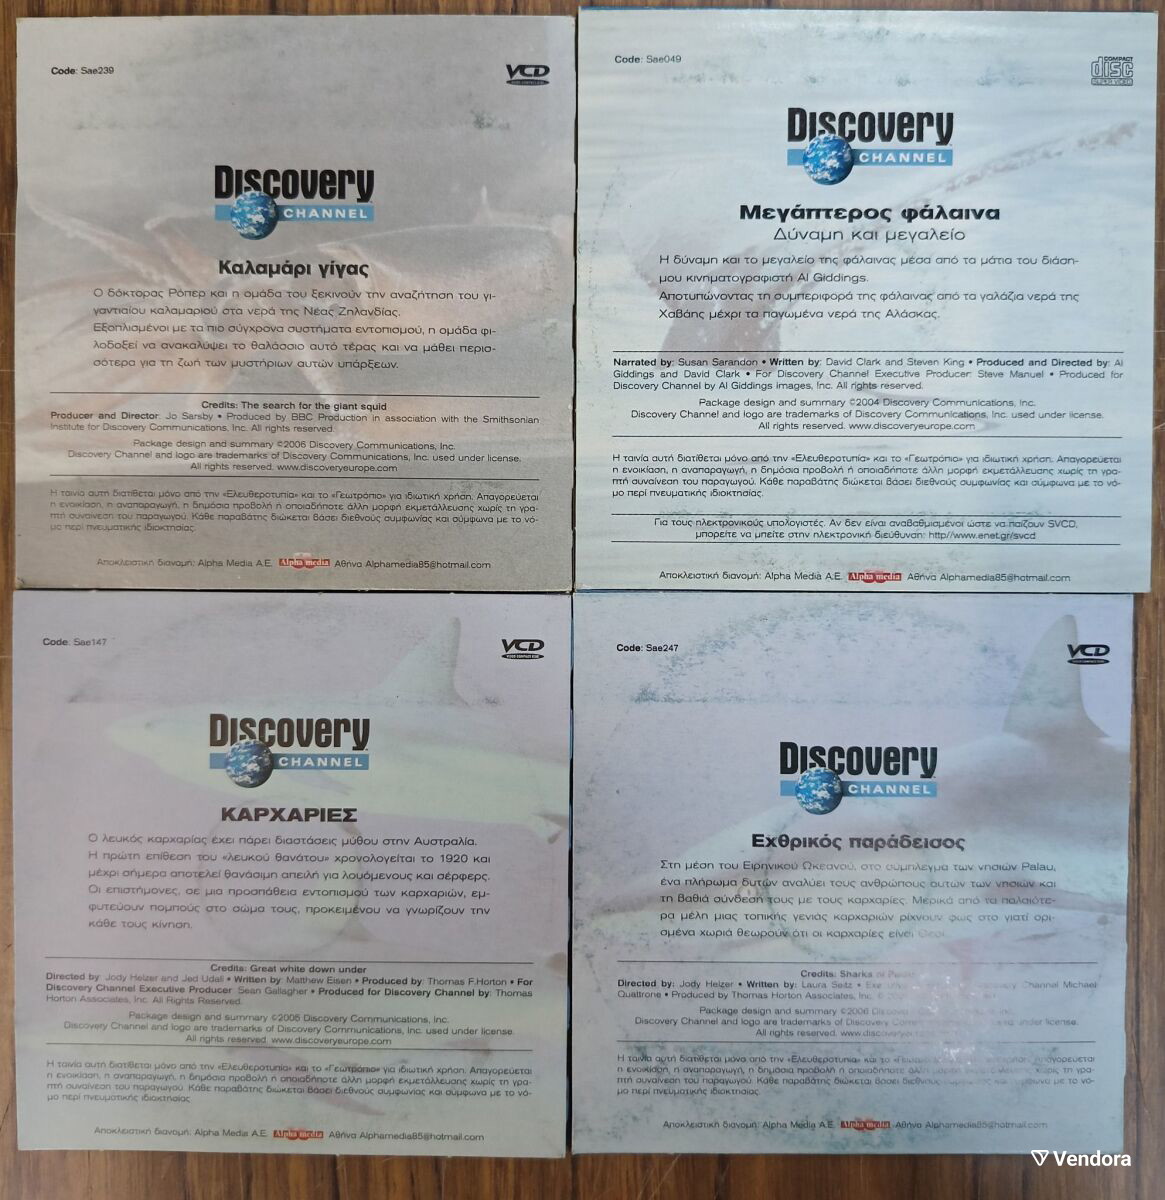 Code: Sae239
VCD
Discovery
CHANNEL
Καλαμάρι γίγας
Ο δόκτορας Ρόπερ και η ομάδα του ξεκινούν την αναζήτηση του γι-
γαντιαίου καλαμαριού στα νερά της Νέας Ζηλανδίας.
Εξοπλισμένοι με τα πιο σύγχρονα συστήματα εντοπισμού, η ομάδα φι-
λοδοξεί να ανακαλύψει το θαλάσσιο αυτό τέρας και να μάθει περισ-
σότερα για τη ζωή των μυστήριων αυτών υπάρξεων.
Credits: The search for the giant squid
Producer and Director: Jo Sarsby • Produced by BBC Production in association with the Smithsonian
Institute for Discovery Communications, Inc. All rights reserved.
Package design and summary ©2006 Discovery Communications, Inc.
Discovery Channel and logo are trademarks of Discovery Communications, Inc. used under license.
All rights reserved. www.discoveryeurope.com
Η ταινία αυτή διατίθεται μόνο από την «Ελευθεροτυπία» και το «Γεωτρόπιο» για ιδιωτική χρήση. Απαγορεύεται
η ενοικίαση, η αναπαραγωγή, η δημόσια προβολή ή οποιαδήποτε άλλη μορφή εκμετάλλευσης χωρίς τη γρα-
πτή συναίνεση του παραγωγού. Κάθε παραβάτης διώκεται βάσει διεθνούς συμφωνίας και σύμφωνα με το νό-
μο περί πνευματικής ιδιοκτησίας.
Αποκλειστική διανομή: Alpha Media A.E. Alpha media Αθήνα Alphamedia85@hotmail.com
Code: Sae049
COMPACT
disc
Discovery
CHANNEL
Μεγάπτερος φάλαινα
Δύναμη και μεγαλείο
Η δύναμη και το μεγαλείο της φάλαινας μέσα από τα μάτια του διάση-
μου κινηματογραφιστή Al Giddings.
Αποτυπώνοντας τη συμπεριφορά της φάλαινας από τα γαλάζια νερά της
Χαβάης μέχρι τα παγωμένα νερά της Αλάσκας.
Narrated by: Susan Sarandon • Written by: David Clark and Steven King • Produced and Directed by: Al
Giddings and David Clark • For Discovery Channel Executive Producer: Steve Manuel • Produced for
Discovery Channel by Al Giddings Images, Inc. All rights reserved.
Package design and summary ©2004 Discovery Communications, Inc.
Discovery Channel and logo are trademarks of Discovery Communications, Inc. used under license.
All rights reserved. www.discoveryeurope.com
Η ταινία αυτή διατίθεται μόνο από την «Ελευθεροτυπία» και το «Γεωτρόπιο» για ιδιωτική χρήση. Απαγορεύεται
η ενοικίαση, η αναπαραγωγή, η δημόσια προβολή ή οποιαδήποτε άλλη μορφή εκμετάλλευσης χωρίς τη γρα-
πτή συναίνεση του παραγωγού. Κάθε παραβάτης διώκεται βάσει διεθνούς συμφωνίας και σύμφωνα με το νό-
μο περί πνευματικής ιδιοκτησίας.
Για τους ηλεκτρονικούς υπολογιστές. Αν δεν είναι αναβαθμισμένοι ώστε να παίζουν SVCD,
μπορείτε να μπείτε στην ηλεκτρονική διεύθυνση: http//www.enet.gr/svcd
Αποκλειστική διανομή: Alpha Media A.E. Alpha media Αθήνα Alphamedia85@hotmail.com
Code: Sae147
VCD
Discovery
CHANNEL
ΚΑΡΧΑΡΙΕΣ
Ο λευκός καρχαρίας έχει πάρει διαστάσεις μύθου στην Αυστραλία.
Η πρώτη επίθεση του «λευκού θανάτου» χρονολογείται το 1920 και
μέχρι σήμερα αποτελεί θανάσιμη απειλή για λουόμενους και σέρφερς.
Οι επιστήμονες, σε μια προσπάθεια εντοπισμού των καρχαριών, εμ-
φυτεύουν πομπούς στο σώμα τους, προκειμένου να γνωρίζουν την
κάθε τους κίνηση.
Credits: Great white down under
Directed by: Jody Helzer and Jed Udall • Written by: Matthew Eisen • Produced by: Thomas F.Horton • For
Discovery Channel Executive Producer: Sean Gallagher • Produced for Discovery Channel by: Thomas
Horton Associates, Inc. All Rights Reserved.
Package design and summary ©2005 Discovery Communications, Inc.
Discovery Channel and logo are trademarks of Discovery Communications, Inc. used under license.
All rights reserved. www.discoveryeurope.com
Η ταινία αυτή διατίθεται μόνο από την «Ελευθεροτυπία» και το «Γεωτρόπιο» για ιδιωτική χρήση. Απαγορεύεται
η ενοικίαση, η αναπαραγωγή, η δημόσια προβολή ή οποιαδήποτε άλλη μορφή εκμετάλλευσης χωρίς τη γρα-
πτή συναίνεση του παραγωγού. Κάθε παραβάτης διώκεται βάσει διεθνούς συμφωνίας και σύμφωνα με το νό-
μο περί πνευματικής ιδιοκτησίας
Αποκλειστική διανομή: Alpha Media A.E. Alpha media Αθήνα Alphamedia85@hotmail.com
Code: Sae247
VCD
Discovery
CHANNEL
Εχθρικός παράδεισος
Στη μέση του Ειρηνικού Ωκεανού, στο σύμπλεγμα των νησιών Palau,
ένα πλήρωμα δυτών αναλύει τους ανθρώπους αυτών των νησιών και
τη βαθιά σύνδεσή τους με τους καρχαρίες. Μερικά από τα παλαιότε-
ρα μέλη μιας τοπικής γενιάς καρχαριών ρίχνουν φως στο γιατί ορι-
σμένα χωριά θεωρούν ότι οι καρχαρίες είναι θεοί.
Credits: Sharks of
Directed by: Jody Helzer • Written by: Laura Seitz • Channel Michael
Quattrone • Produced by Thomas Horton Associates, Inc.
Package design and summary ©2006
Discovery Channel and logo are trademarks of Discovery under license.
All rights reserved.
Η ταινία αυτή διατίθεται μόνο από την «Ελευθεροτυπία» και το Απαγορεύεται
η ενοικίαση, η αναπαραγωγή, η δημόσια προβολή ή οποιαδήποτε άλλη μορφή χωρίς τη γρα-
πτή συναίνεση του παραγωγού. Κάθε παραβάτης διώκεται βάσει διεθνούς σύμφωνα με το νό-
μο περί πνευματικής ιδιοκτησίας.
Αποκλειστική διανομή: Alpha Media A.E. Alpha media Αθήνα Alphamedia85@hotmail.com
Vendora